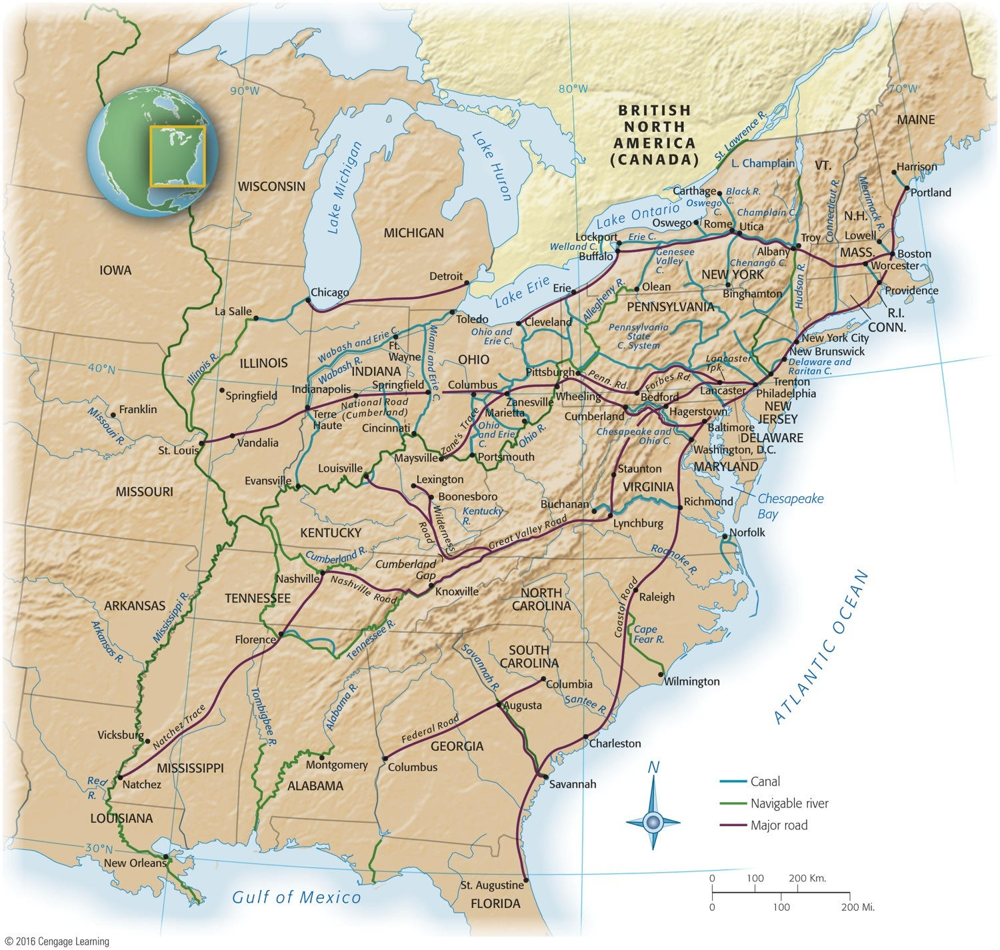 90°W
80°W
70°W
BRITISH
NORTH
AMERICA
(CANADA)
St. Lawrence R.
MAINE
L. Champlain
VT.
Harrison
Portland
WISCONSIN
Lake Michigan
Lake Huron
Carthage
Black R.
C.
Oswego
C.
Champlain C.
Connecticut R.
Merrimack R.
N.H.
Lake Ontario
Oswego
Rome
Utica
MICHIGAN
Lockport
Erie C.
Welland C.
Buffalo
Troy
Albany
Lowell
MASS.
Boston
Worcester
Genesee
Valley
C.
Chenango C.
NEW YORK
Hudson R.
IOWA
Detroit
Lake Erie
Erie
Allegheny R.
Olean
Binghamton
Providence
Chicago
La Salle
Toledo
Cleveland
PENNSYLVANIA
R.I.
CONN.
Ohio and
Erie C.
Pennsylvania
State
C. System
New York City
New Brunswick
Delaware and
Raritan C.
Wabash and Erie C.
Ft.
Wayne
Miami and Erie C.
Wabash R.
INDIANA
OHIO
40°N
ILLINOIS
Illinois R.
Pittsburgh
Penn. Rd.
Forbes Rd.
Lancaster
Tpk.
Lancaster
Trenton
Philadelphia
NEW
JERSEY
Springfield
Indianapolis
Springfield
Columbus
National Road
(Cumberland)
Zanesville
Wheeling
Bedford
Franklin
Missouri R.
Terre
Haute
Cincinnati
Marietta
Cumberland
Hagerstown
Baltimore
DELAWARE
Zane's Trace
Ohio
and Erie
C.
Ohio R.
Chesapeake and
Ohio C.
Washington, D.C.
MARYLAND
St. Louis
Vandalia
Maysville
Portsmouth
Louisville
Staunton
Evansville
Lexington
VIRGINIA
MISSOURI
Boonesboro
Buchanan
Richmond
Chesapeake
Bay
Kentucky
R.
Wilderness
Road
Great Valley Road
Lynchburg
Norfolk
KENTUCKY
Cumberland R.
Cumberland
Gap
Roanoke R.
Nashville
Nashville Road
Knoxville
TENNESSEE
NORTH
CAROLINA
Raleigh
Coastal Road
ARKANSAS
Mississippi R.
Arkansas R.
Florence
Tennessee R.
Cape
Fear R.
ATLANTIC OCEAN
Savannah R.
SOUTH
CAROLINA
Wilmington
Columbia
Tombigbee R.
Alabama R.
Augusta
Santee R.
Natchez Trace
Vicksburg
Federal Road
GEORGIA
Charleston
MISSISSIPPI
Montgomery
Columbus
Red
R.
Natchez
ALABAMA
Savannah
LOUISIANA
30°N
New Orleans
Gulf of Mexico
St. Augustine
FLORIDA
N
Canal
Navigable river
Major road
0 100 200 Km.
0 100 200 Mi.
© 2016 Cengage Learning